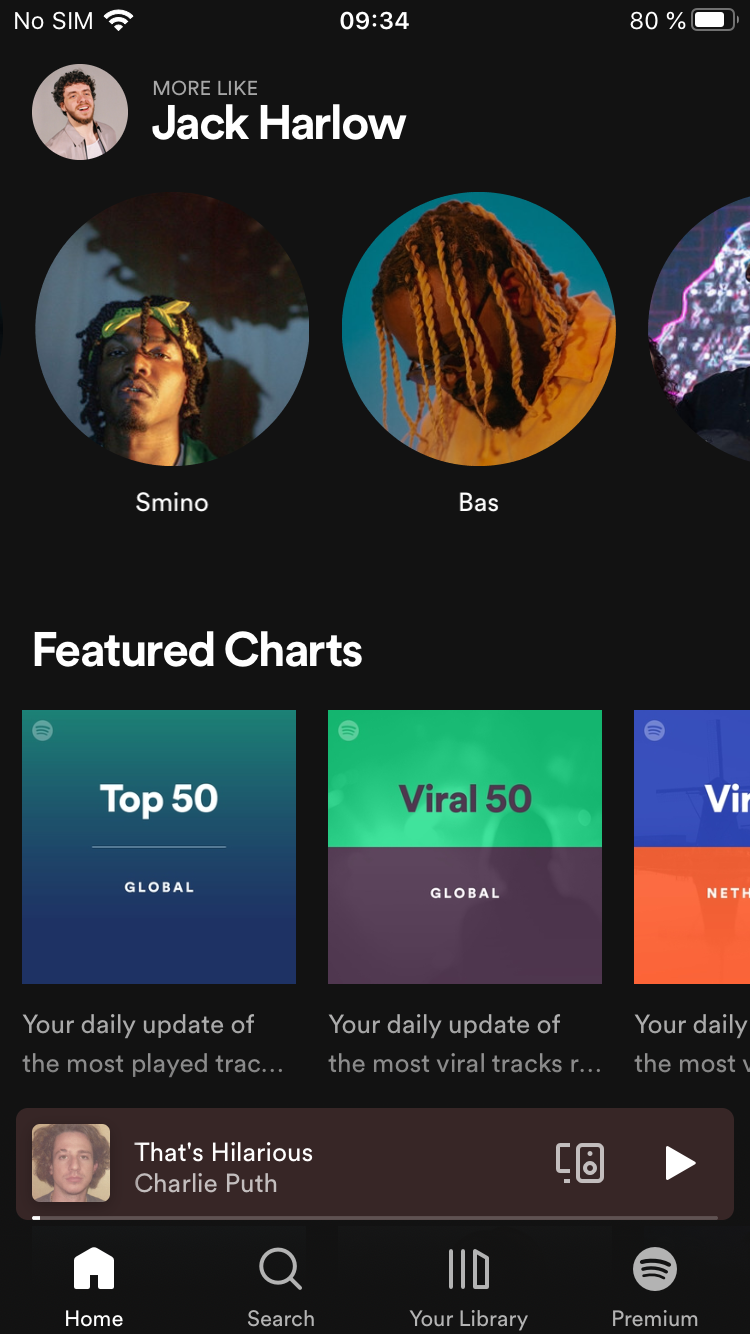 No SIM 09:34 80 %
MORE LIKE
Jack Harlow
Smino Bas
Featured Charts
Top 50
GLOBAL
Viral 50
GLOBAL
Vir
NETH
Your daily update of
the most played trac...
Your daily update of
the most viral tracks r...
Your daily
the most v
That's Hilarious
Charlie Puth
Home Search Your Library Premium